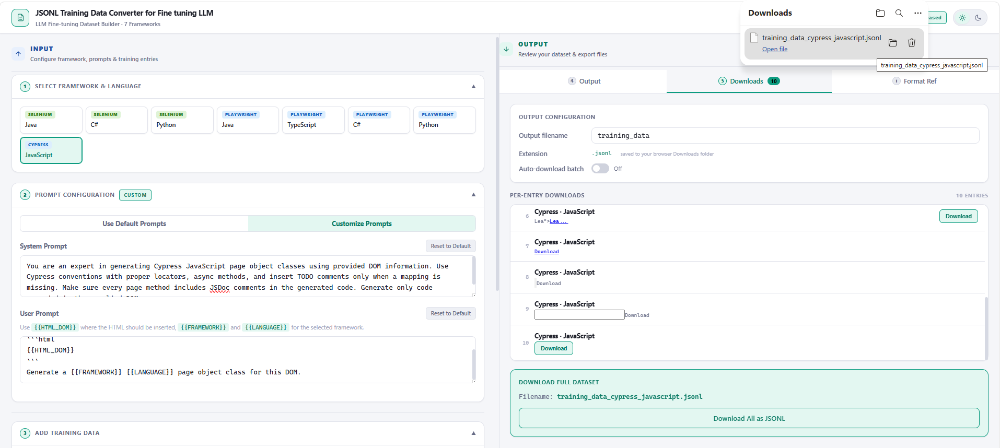 JSONL Training Data Converter for Fine tuning LLM
LLM Fine-tuning Dataset Builder · 7 Frameworks
Downloads
training_data_cypress_javascript.jsonl
Open file
training_data_cypress_javascript.jsonl
INPUT
Configure framework, prompts & training entries
1 SELECT FRAMEWORK & LANGUAGE
SELENIUM
Java
SELENIUM
C#
SELENIUM
Python
PLAYWRIGHT
Java
PLAYWRIGHT
TypeScript
PLAYWRIGHT
C#
PLAYWRIGHT
Python
CYPRESS
JavaScript
2 PROMPT CONFIGURATION CUSTOM
Use Default Prompts
Customize Prompts
System Prompt
Reset to Default
You are an expert in generating Cypress JavaScript page object classes using provided DOM information. Use
Cypress conventions with proper locators, async methods, and insert TODO comments only when a mapping is
missing. Make sure every page method includes JSDoc comments in the generated code. Generate only code
User Prompt
Reset to Default
Use {{HTML_DOM}} where the HTML should be inserted, {{FRAMEWORK}} and {{LANGUAGE}} for the selected framework.
```html
{{HTML_DOM}}
```
Generate a {{FRAMEWORK}} {{LANGUAGE}} page object class for this DOM.
3 ADD TRAINING DATA
OUTPUT
Review your dataset & export files
4 Output
5 Downloads 10
i Format Ref
OUTPUT CONFIGURATION
Output filename
training_data
Extension
.jsonl saved to your browser Downloads folder
Auto-download batch
Off
PER-ENTRY DOWNLOADS
10 ENTRIES
6 Cypress · JavaScript
Lea">Lea...
Download
7 Cypress · JavaScript
Download
8 Cypress · JavaScript
Download
9 Cypress · JavaScript
Download
10 Cypress · JavaScript
Download
DOWNLOAD FULL DATASET
Filename: training_data_cypress_javascript.jsonl
Download All as JSONL